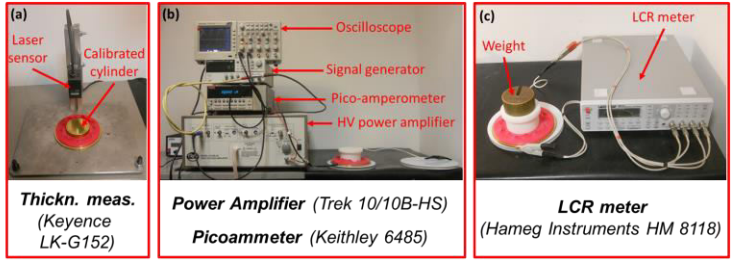 (a)
Laser
sensor
Calibrated
cylinder
Thickn. meas.
(Keyence
LK-G152)
(b)
Oscilloscope
Signal generator
Pico-amperometer
HV power amplifier
Power Amplifier (Trek 10/10B-HS)
Picoammeter (Keithley 6485)
(c)
LCR meter
Weight
LCR meter
(Hameg Instruments HM 8118)